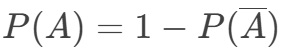 P(A) = 1 − P(A̅)